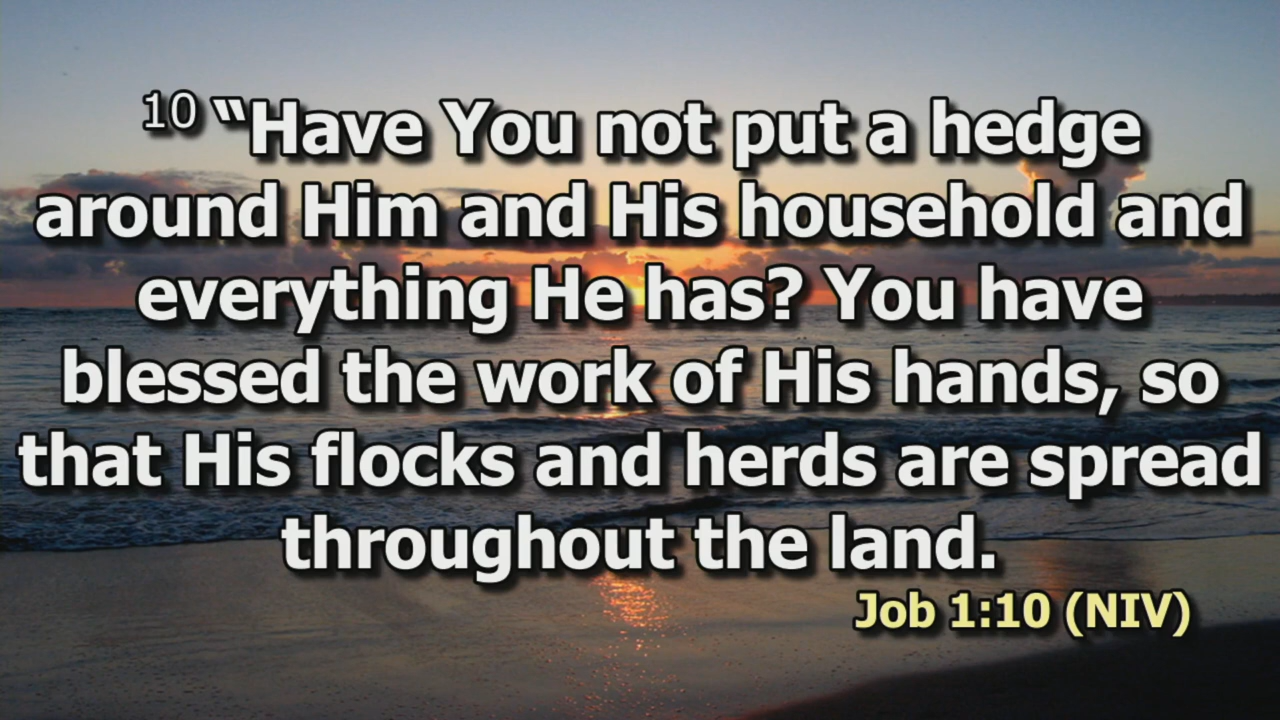 10 “Have You not put a hedge
around Him and His household and
everything He has? You have
blessed the work of His hands, so
that His flocks and herds are spread
throughout the land.
Job 1:10 (NIV)